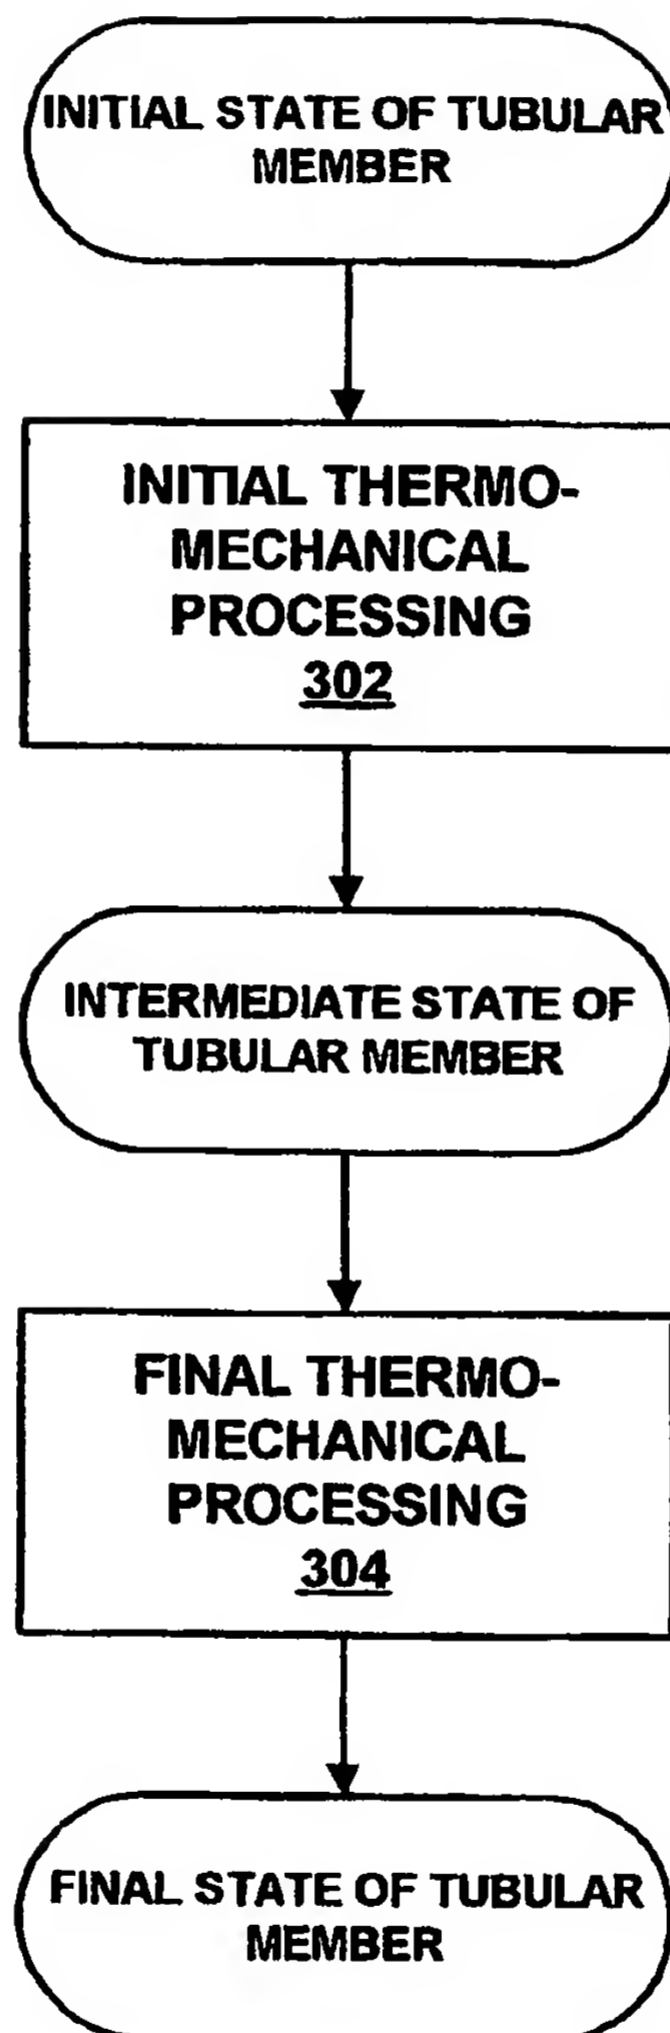 INITIAL STATE OF TUBULAR
MEMBER
INITIAL THERMO-
MECHANICAL
PROCESSING
302
INTERMEDIATE STATE OF
TUBULAR MEMBER
FINAL THERMO-
MECHANICAL
PROCESSING
304
FINAL STATE OF TUBULAR
MEMBER